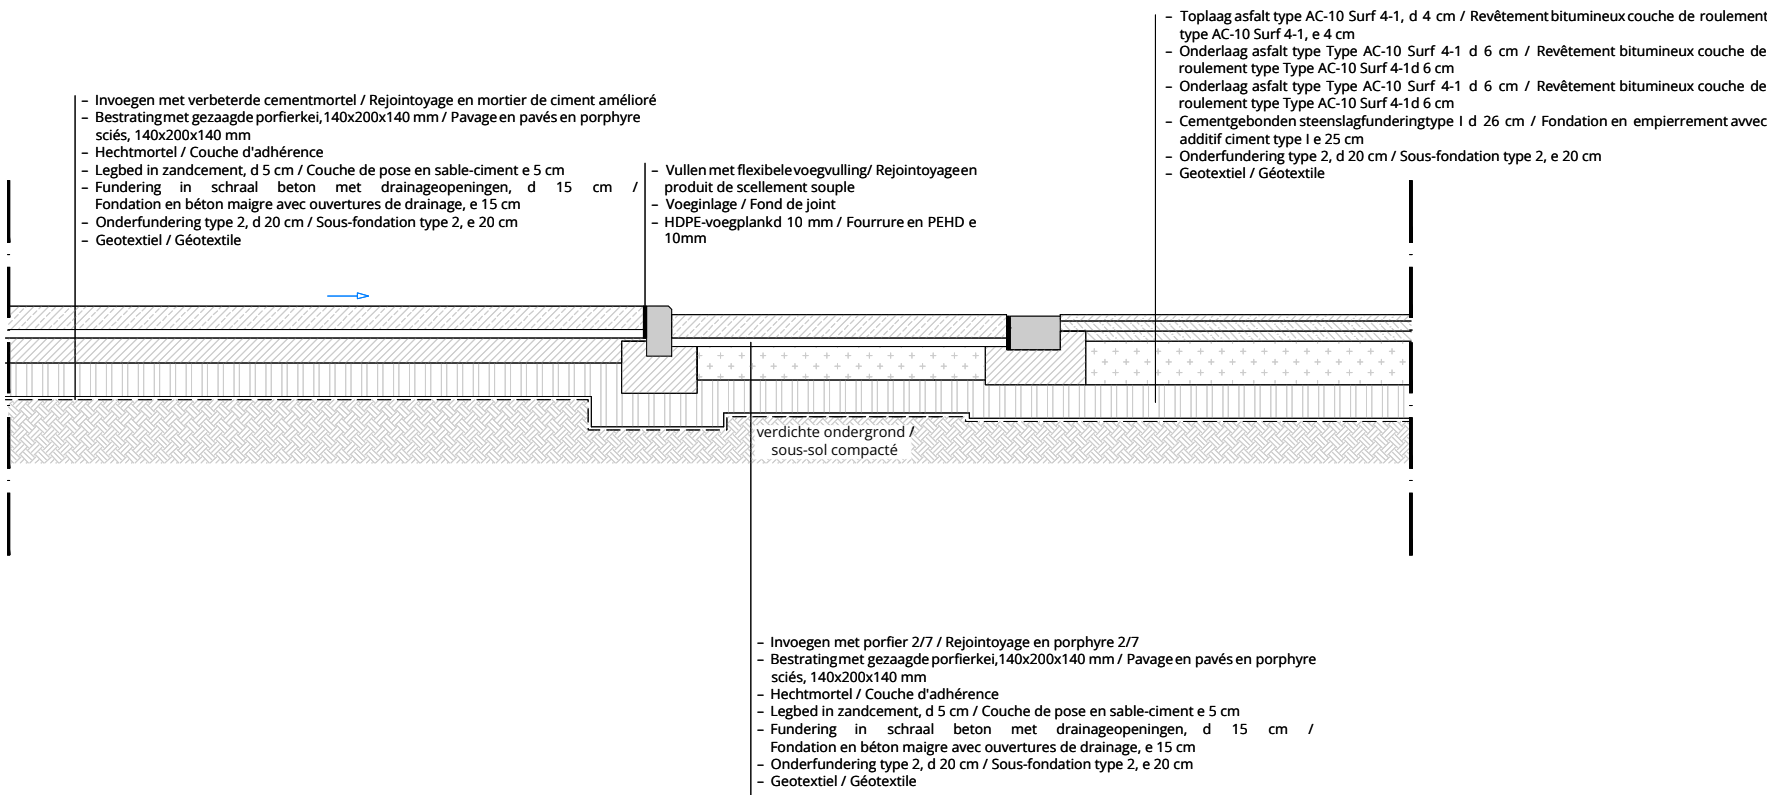 – Toplaag asfalt type AC-10 Surf 4-1, d 4 cm / Revêtement bitumineux couche de roulement
type AC-10 Surf 4-1, e 4 cm
– Onderlaag asfalt type Type AC-10 Surf 4-1 d 6 cm / Revêtement bitumineux couche de
roulement type Type AC-10 Surf 4-1d 6 cm
– Onderlaag asfalt type Type AC-10 Surf 4-1 d 6 cm / Revêtement bitumineux couche de
roulement type Type AC-10 Surf 4-1d 6 cm
– Cementgebonden steenslagfundering type I d 26 cm / Fondation en empierrement avvec
additif ciment type I e 25 cm
– Onderfundering type 2, d 20 cm / Sous-fondation type 2, e 20 cm
– Geotextiel / Géotextile
– Invoegen met verbeterde cementmortel / Rejointoyage en mortier de ciment amélioré
– Bestrating met gezaagde porfierkei, 140x200x140 mm / Pavage en pavés en porphyre
sciés, 140x200x140 mm
– Hechtmortel / Couche d'adhérence
– Legbed in zandcement, d 5 cm / Couche de pose en sable-ciment e 5 cm
– Fundering in schraal beton met drainageopeningen, d 15 cm /
Fondation en béton maigre avec ouvertures de drainage, e 15 cm
– Onderfundering type 2, d 20 cm / Sous-fondation type 2, e 20 cm
– Geotextiel / Géotextile
– Vullen met flexibele voegvulling/ Rejointoyage en
produit de scellement souple
– Voeginlage / Fond de joint
– HDPE-voegplank d 10 mm / Fourrure en PEHD e
10mm
verdichte ondergrond /
sous-sol compacté
– Invoegen met porfier 2/7 / Rejointoyage en porphyre 2/7
– Bestrating met gezaagde porfierkei, 140x200x140 mm / Pavage en pavés en porphyre
sciés, 140x200x140 mm
– Hechtmortel / Couche d'adhérence
– Legbed in zandcement, d 5 cm / Couche de pose en sable-ciment e 5 cm
– Fundering in schraal beton met drainageopeningen, d 15 cm /
Fondation en béton maigre avec ouvertures de drainage, e 15 cm
– Onderfundering type 2, d 20 cm / Sous-fondation type 2, e 20 cm
– Geotextiel / Géotextile